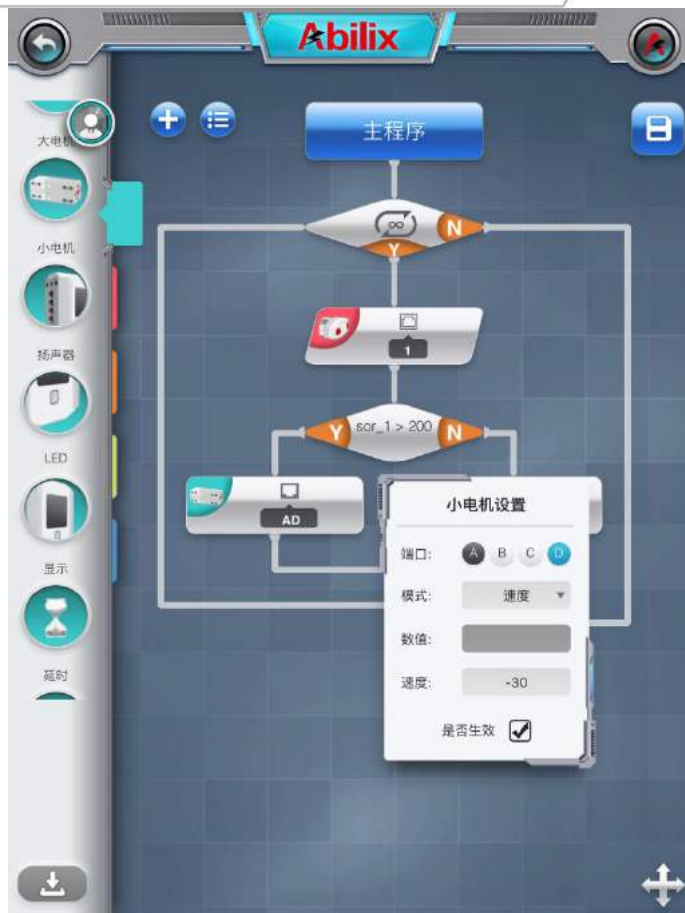 Abilix
主程序
大电机
小电机
扬声器
LED
显示
延时
N
Y
1
Y
sor_1 > 200
N
AD
小电机设置
端口: A B C D
模式: 速度
数值:
速度: -30
是否生效